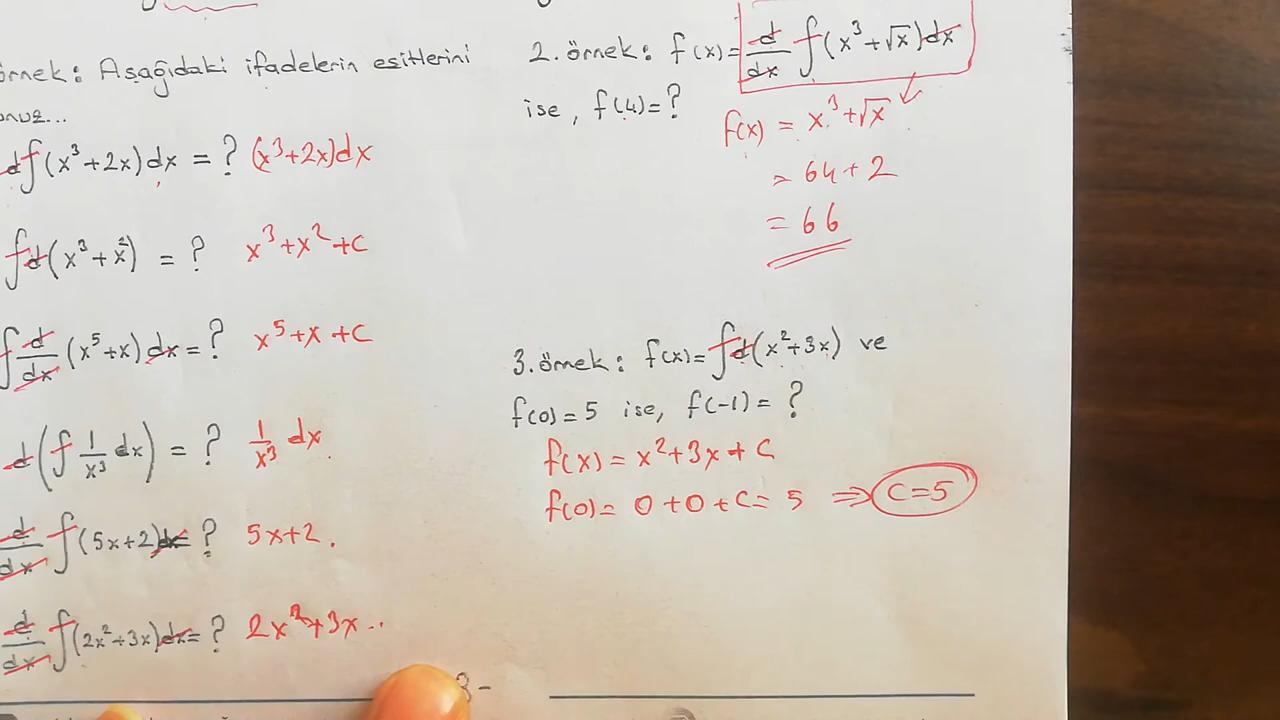 örnek: Aşağıdaki ifadelerin eşitlerini
d∫(x³+2x)dx = ? (x³+2x)dx
∫d(x³+x²) = ? x³+x²+c
∫ d/dx (x⁵+x)dx = ? x⁵+x+c
d(∫ 1/x³ dx) = ? 1/x³ dx
d/dx ∫(5x+2)dx = ? 5x+2.
d/dx ∫(2x²+3x)dx = ? 2x²+3x..
2. örnek: f(x) = d/dx ∫(x³+√x)dx
ise, f(4)=?
f(x) = x³+√x
= 64+2
= 66
3. örnek: f(x)=∫d(x²+3x) ve
f(0)=5 ise, f(-1)= ?
f(x) = x²+3x+c
f(0)= 0+0+c= 5 ⇒ c=5
3-